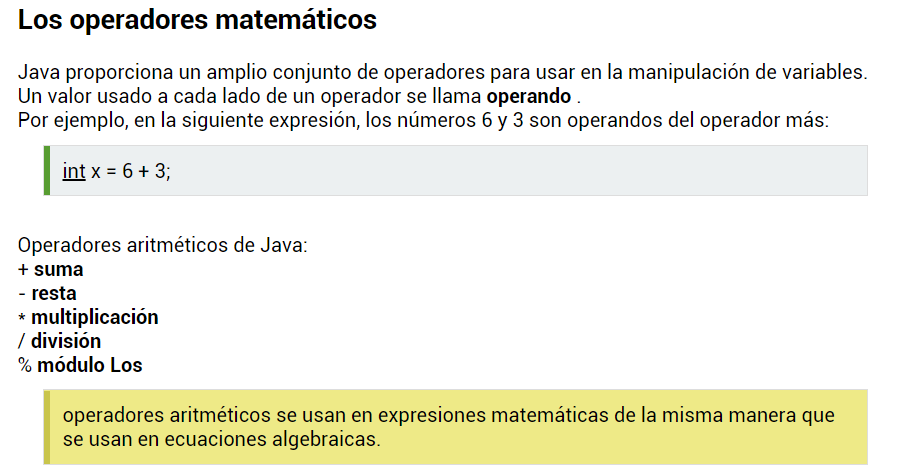 Los operadores matemáticos
Java proporciona un amplio conjunto de operadores para usar en la manipulación de variables.
Un valor usado a cada lado de un operador se llama operando .
Por ejemplo, en la siguiente expresión, los números 6 y 3 son operandos del operador más:
int x = 6 + 3;
Operadores aritméticos de Java:
+ suma
- resta
* multiplicación
/ división
% módulo Los
operadores aritméticos se usan en expresiones matemáticas de la misma manera que
se usan en ecuaciones algebraicas.